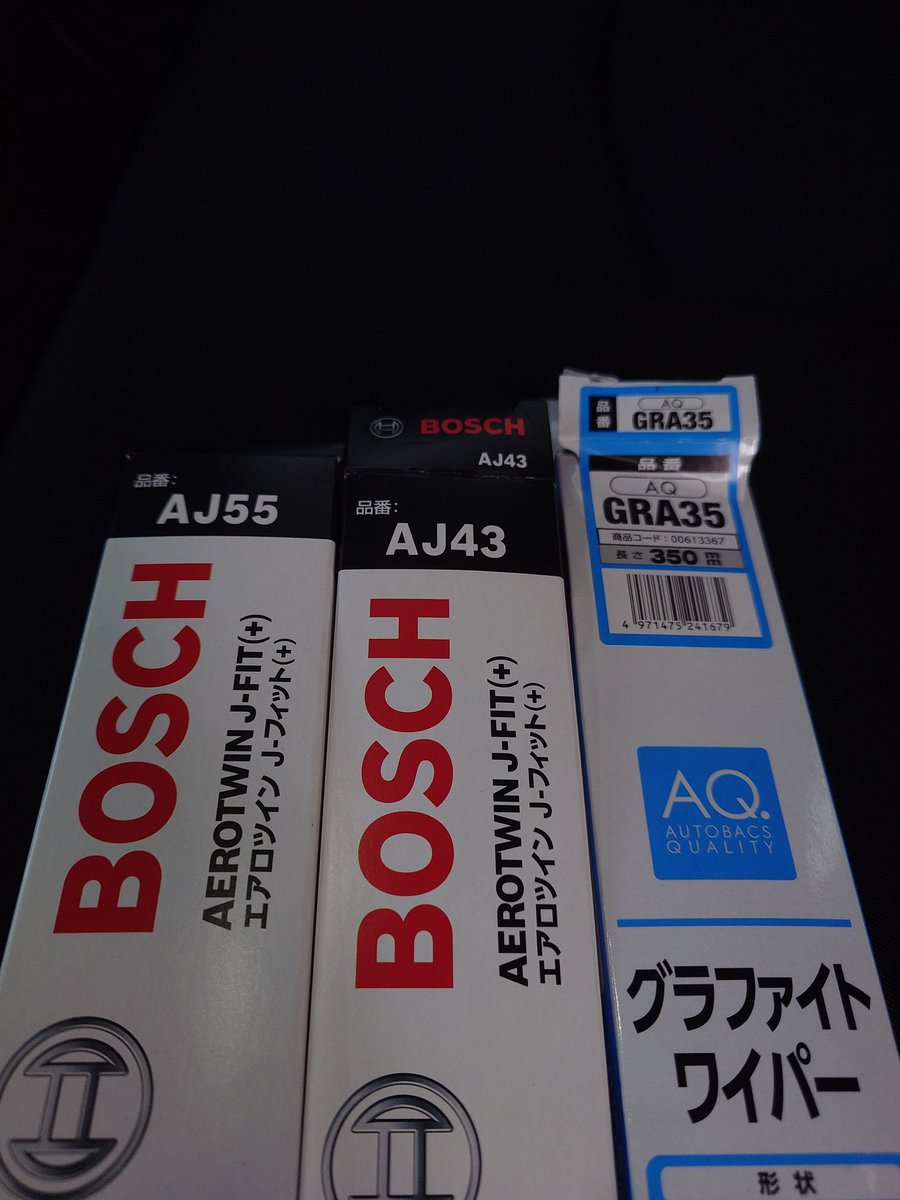 品番:
AJ55
BOSCH
AEROTWIN J-FIT(+)
エアロツイン J-フィット(+)
BOSCH
AJ43
品番:
AJ43
BOSCH
AEROTWIN J-FIT(+)
エアロツイン J-フィット(+)
品番
AQ
GRA35
品番
AQ
GRA35
商品コード:00613367
長さ 350 mm
4 971475 241679
AQ.
AUTOBACS
QUALITY
グラファイト
ワイパー
形状